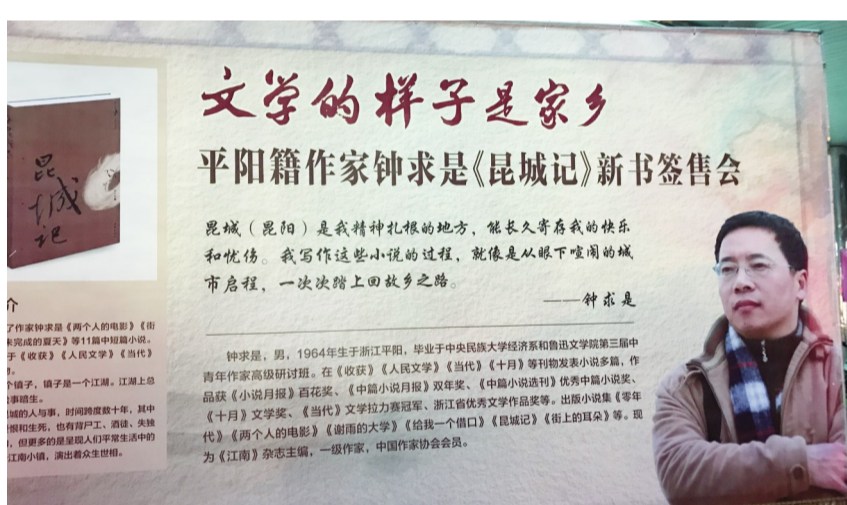 文学的样子是家乡
平阳籍作家钟求是《昆城记》新书签售会
昆城（昆阳）是我精神扎根的地方，能长久寄存我的快乐
和忧伤。我写作这些小说的过程，就像是从眼下喧闹的城
市启程，一次次踏上回故乡之路。
——钟求是
钟求是，男，1964年生于浙江平阳，毕业于中央民族大学经济系和鲁迅文学院第三届中
青年作家高级研讨班。在《收获》《人民文学》《当代》《十月》等刊物发表小说多篇，作
品获《小说月报》百花奖、《中篇小说月报》双年奖、《中篇小说选刊》优秀中篇小说奖、
《十月》文学奖、《当代》文学拉力赛冠军、浙江省优秀文学作品奖等。出版小说集《零年
代》《两个人的电影》《谢雨的大学》《给我一个借口》《昆城记》《街上的耳朵》等。现
为《江南》杂志主编，一级作家，中国作家协会会员。
昆
城
记
介
了作家钟求是《两个人的电影》《街
未完成的夏天》等11篇中短篇小说。
于《收获》《人民文学》《当代》
个镇子，镇子是一个江湖。江湖上总
事暗生。
城的人与事，时间跨度数十年，其中
恨和生死，也有背尸工、酒徒、失独
，但更多的是呈现人们平常生活中的
江南小镇，演出着众生世相。